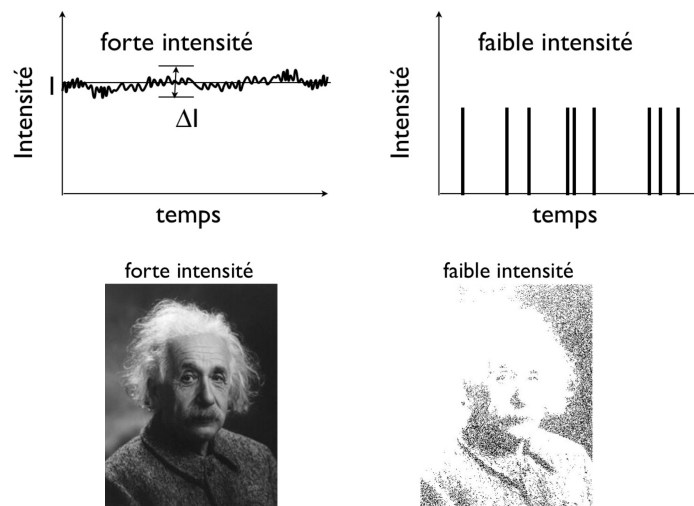 forte intensité
Intensité
I
ΔI
temps
faible intensité
Intensité
temps
forte intensité
faible intensité